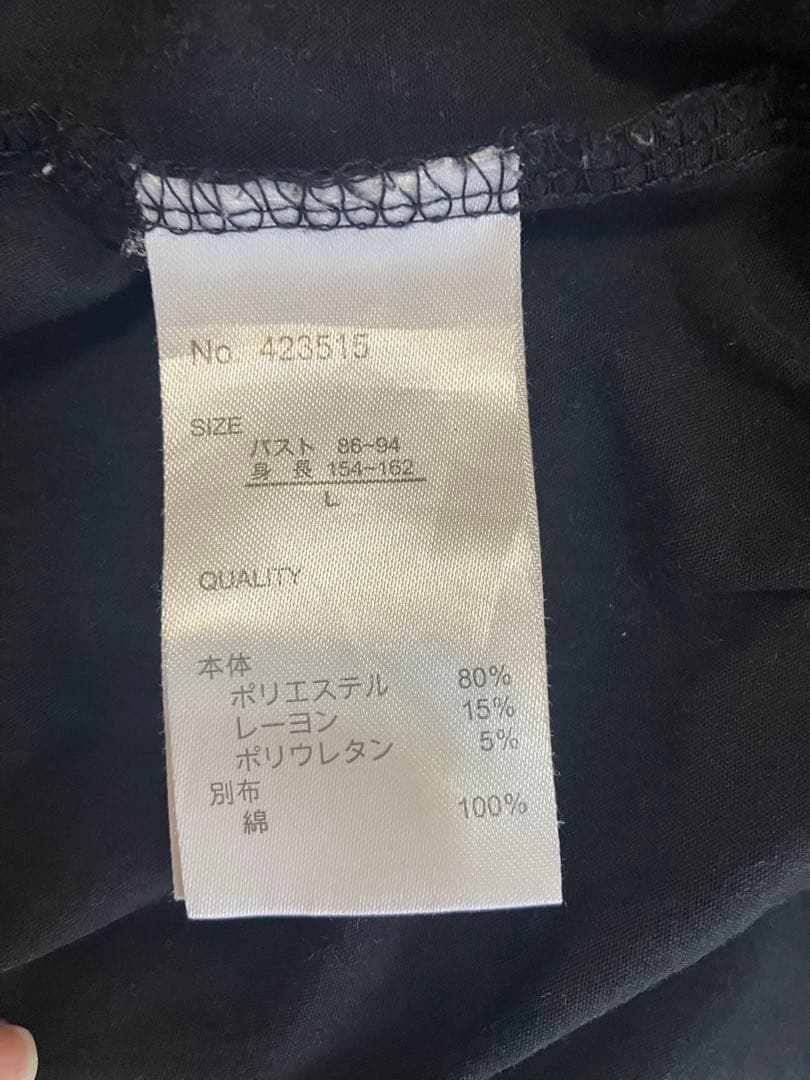 No. 423515
SIZE
バスト 86~94
身 長 154~162
L
QUALITY
本体
ポリエステル 80%
レーヨン 15%
ポリウレタン 5%
別布
綿 100%